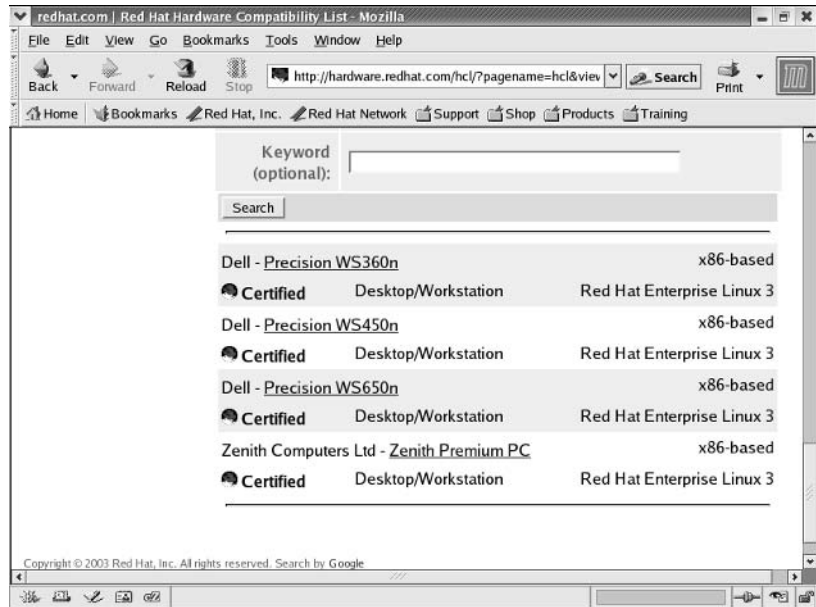 redhat.com | Red Hat Hardware Compatibility List - Mozilla
File Edit View Go Bookmarks Tools Window Help
Back Forward Reload Stop http://hardware.redhat.com/hcl/?pagename=hcl&view Search Print
Home Bookmarks Red Hat, Inc. Red Hat Network Support Shop Products Training
Keyword
(optional):
Search
Dell - Precision WS360n x86-based
Certified Desktop/Workstation Red Hat Enterprise Linux 3
Dell - Precision WS450n x86-based
Certified Desktop/Workstation Red Hat Enterprise Linux 3
Dell - Precision WS650n x86-based
Certified Desktop/Workstation Red Hat Enterprise Linux 3
Zenith Computers Ltd - Zenith Premium PC x86-based
Certified Desktop/Workstation Red Hat Enterprise Linux 3
Copyright © 2003 Red Hat, Inc. All rights reserved. Search by Google